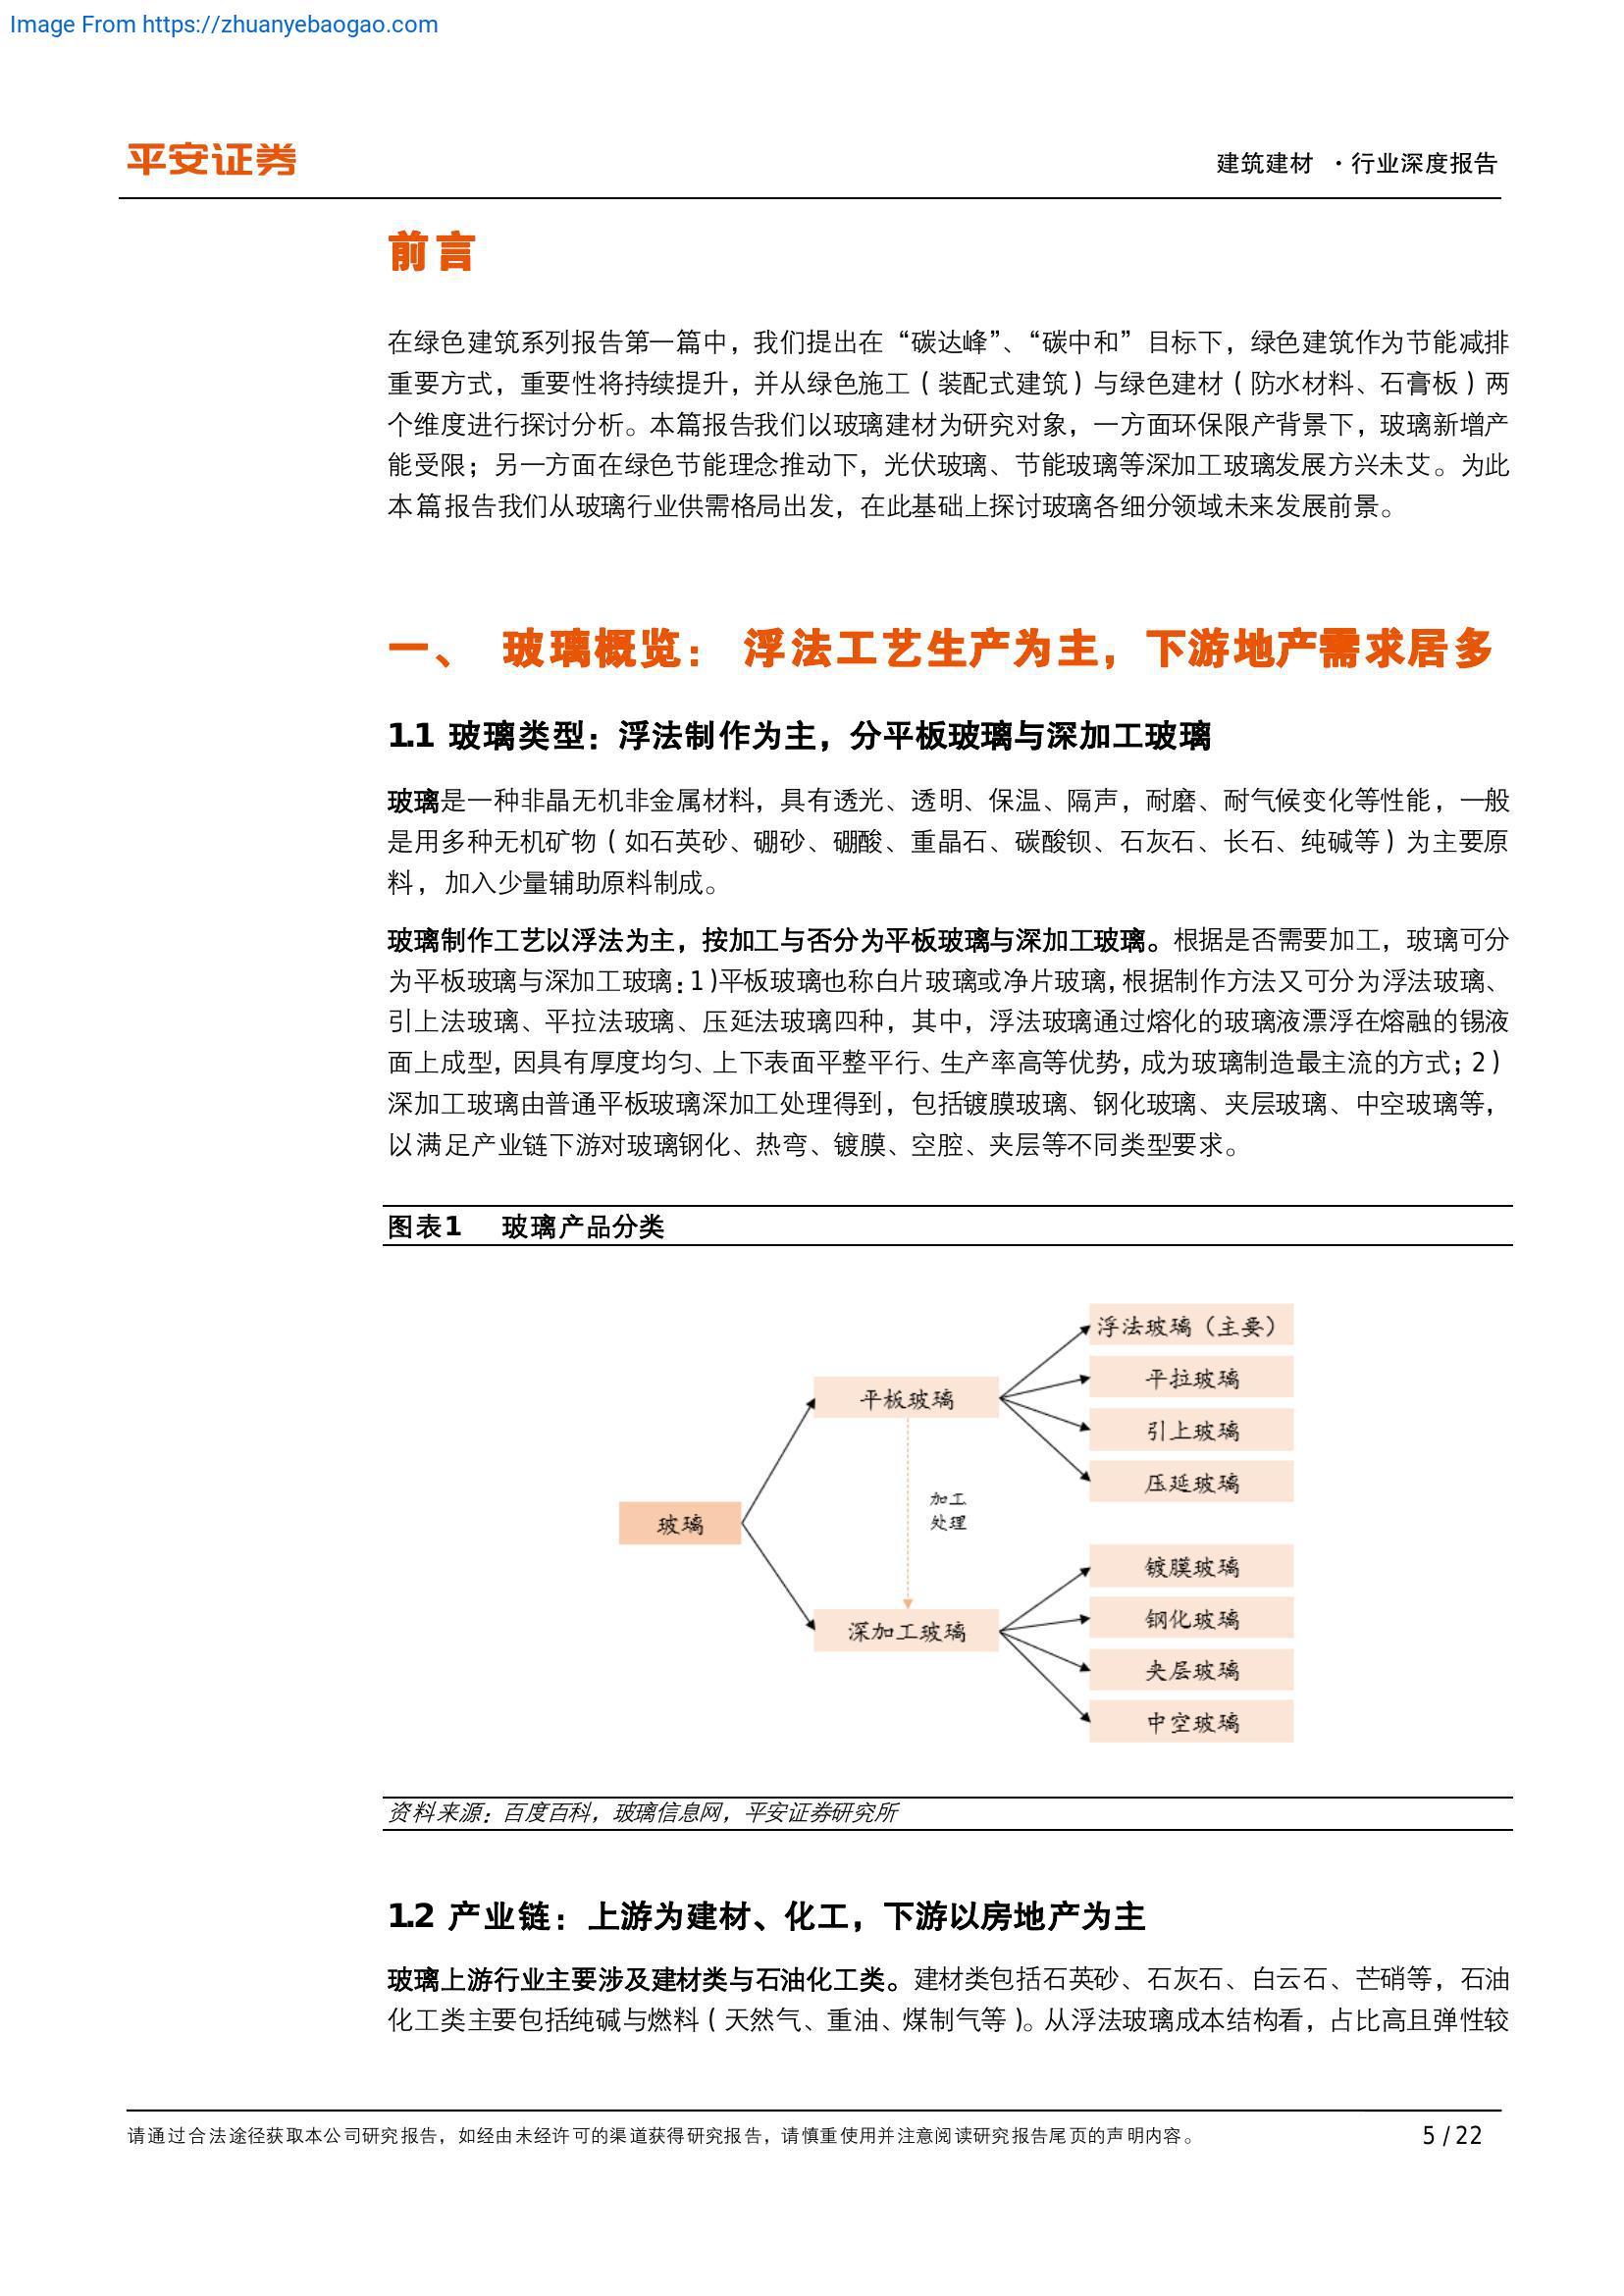 Image From https://zhuanyebaogao.com
平安证券
建筑建材 ·行业深度报告
前言
在绿色建筑系列报告第一篇中，我们提出在“碳达峰”、“碳中和”目标下，绿色建筑作为节能减排
重要方式，重要性将持续提升，并从绿色施工（装配式建筑）与绿色建材（防水材料、石膏板）两
个维度进行探讨分析。本篇报告我们以玻璃建材为研究对象，一方面环保限产背景下，玻璃新增产
能受限；另一方面在绿色节能理念推动下，光伏玻璃、节能玻璃等深加工玻璃发展方兴未艾。为此
本篇报告我们从玻璃行业供需格局出发，在此基础上探讨玻璃各细分领域未来发展前景。
一、 玻璃概览： 浮法工艺生产为主，下游地产需求居多
1.1 玻璃类型：浮法制作为主，分平板玻璃与深加工玻璃
玻璃是一种非晶无机非金属材料，具有透光、透明、保温、隔声，耐磨、耐气候变化等性能，一般
是用多种无机矿物（如石英砂、硼砂、硼酸、重晶石、碳酸钡、石灰石、长石、纯碱等）为主要原
料，加入少量辅助原料制成。
玻璃制作工艺以浮法为主，按加工与否分为平板玻璃与深加工玻璃。根据是否需要加工，玻璃可分
为平板玻璃与深加工玻璃：1）平板玻璃也称白片玻璃或净片玻璃，根据制作方法又可分为浮法玻璃、
引上法玻璃、平拉法玻璃、压延法玻璃四种，其中，浮法玻璃通过熔化的玻璃液漂浮在熔融的锡液
面上成型，因具有厚度均匀、上下表面平整平行、生产率高等优势，成为玻璃制造最主流的方式；2）
深加工玻璃由普通平板玻璃深加工处理得到，包括镀膜玻璃、钢化玻璃、夹层玻璃、中空玻璃等，
以满足产业链下游对玻璃钢化、热弯、镀膜、空腔、夹层等不同类型要求。
图表1 玻璃产品分类
浮法玻璃（主要）
平拉玻璃
平板玻璃
引上玻璃
压延玻璃
加工
处理
玻璃
镀膜玻璃
钢化玻璃
深加工玻璃
夹层玻璃
中空玻璃
资料来源：百度百科，玻璃信息网，平安证券研究所
1.2 产业链：上游为建材、化工，下游以房地产为主
玻璃上游行业主要涉及建材类与石油化工类。建材类包括石英砂、石灰石、白云石、芒硝等，石油
化工类主要包括纯碱与燃料（天然气、重油、煤制气等）。从浮法玻璃成本结构看，占比高且弹性较
请通过合法途径获取本公司研究报告，如经由未经许可的渠道获得研究报告，请慎重使用并注意阅读研究报告尾页的声明内容。
5 / 22